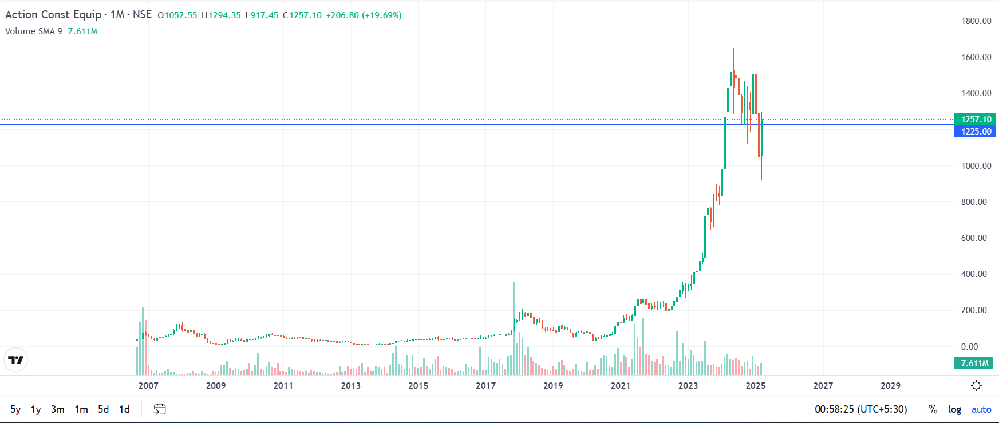 Action Const Equip · 1M · NSE O1052.55 H1294.35 L917.45 C1257.10 +206.80 (+19.69%)
Volume SMA 9 7.611M
1800.00
1600.00
1400.00
1257.10
1225.00
1000.00
800.00
600.00
400.00
200.00
0.00
7.611M
2007 2009 2011 2013 2015 2017 2019 2021 2023 2025 2027 2029
5y 1y 3m 1m 5d 1d 00:58:25 (UTC+5:30) % log auto